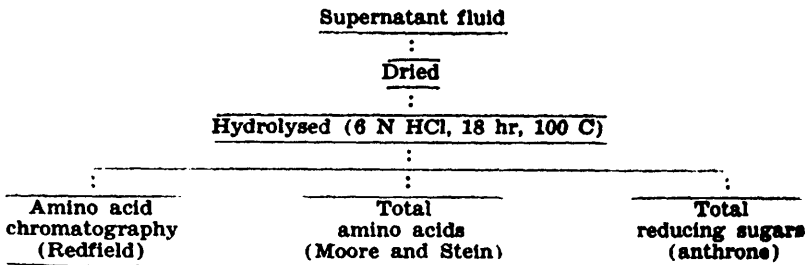 Supernatant fluid
Dried
Hydrolysed (6 N HCl, 18 hr, 100 C)
Amino acid
chromatography
(Redfield)
Total
amino acids
(Moore and Stein)
Total
reducing sugars
(anthrone)